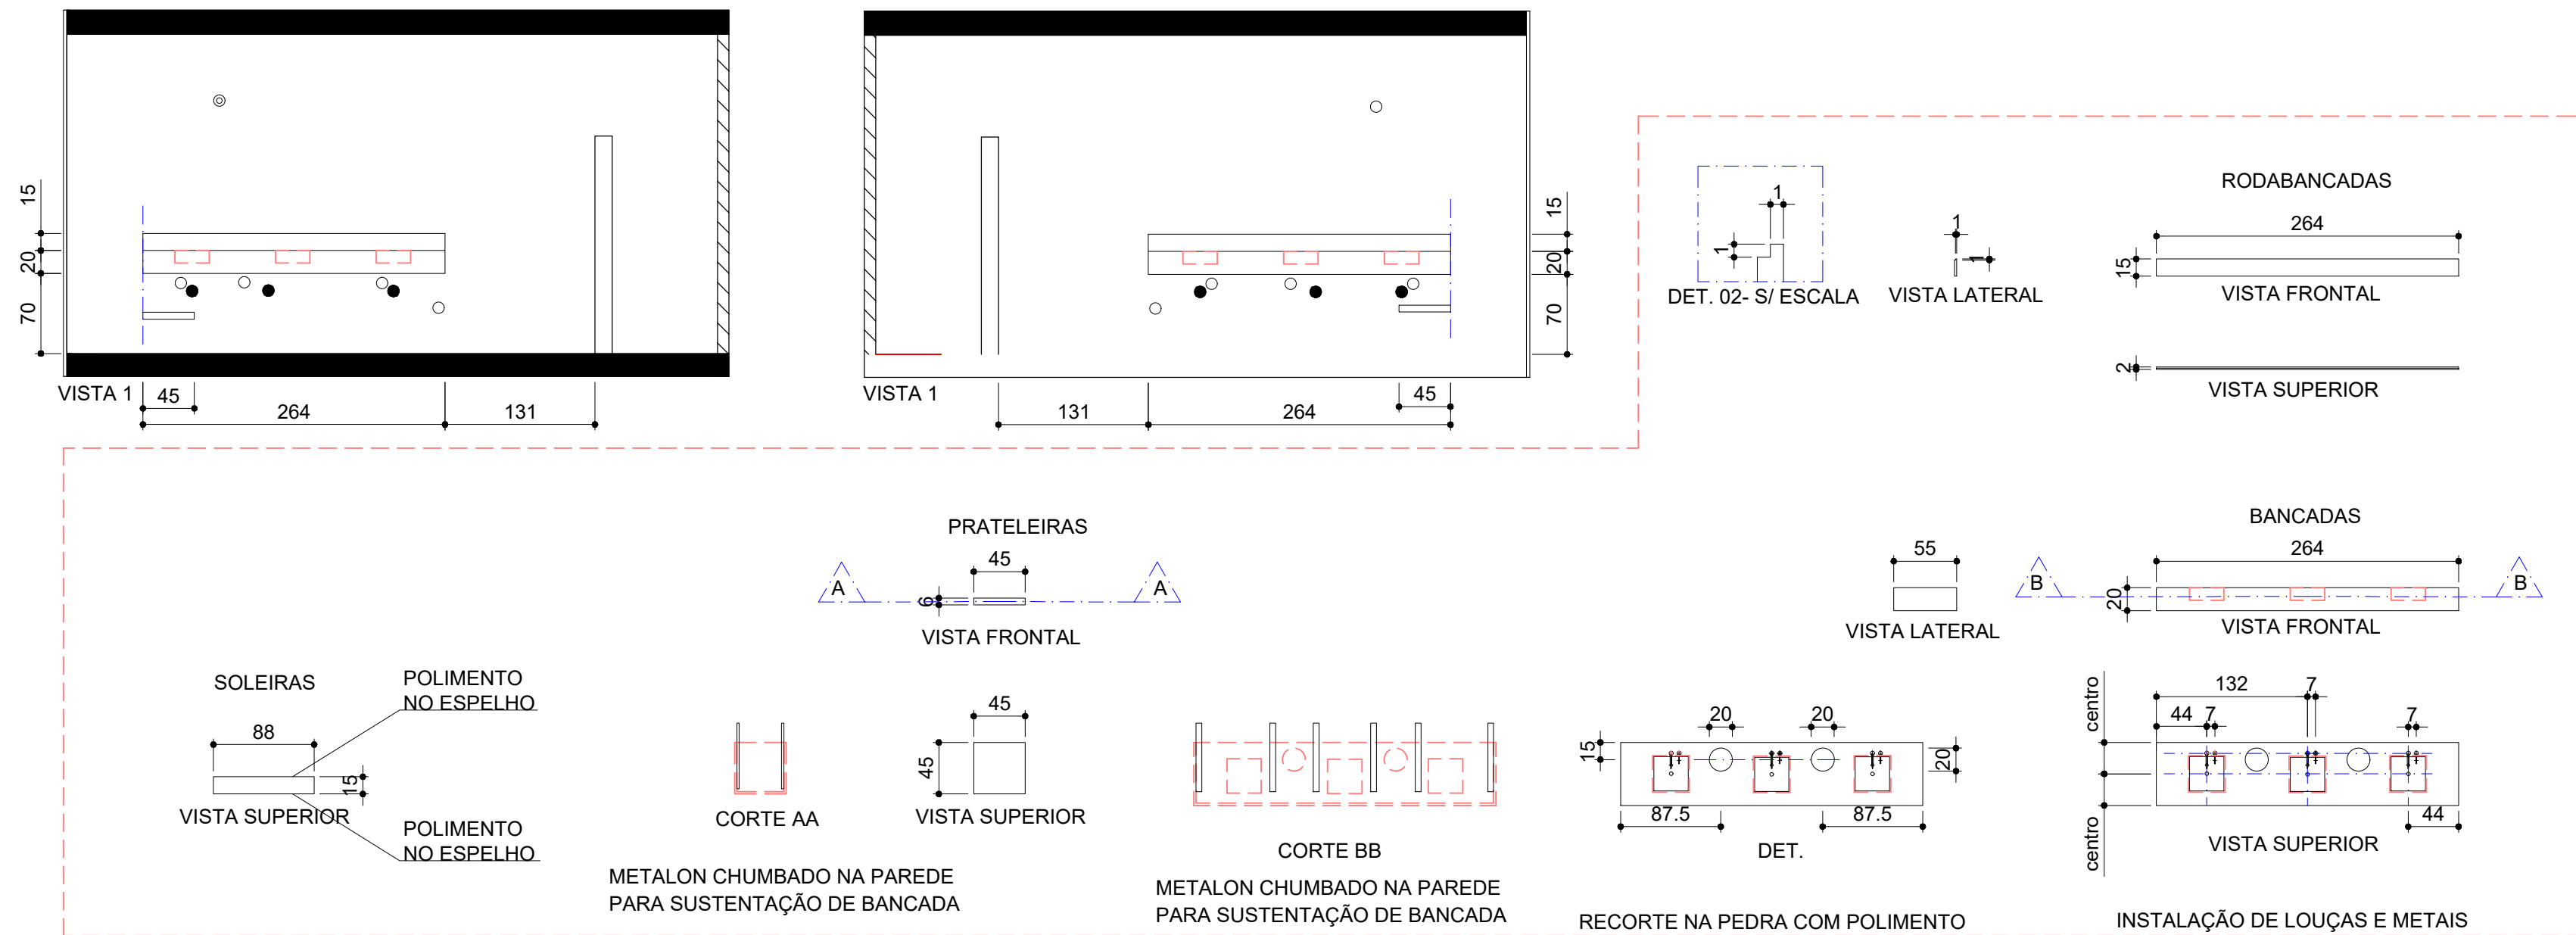 15
20
70
VISTA 1
45
264
131
15
20
70
VISTA 1
131
264
45
1
1
DET. 02- S/ ESCALA
1
1
VISTA LATERAL
RODABANCADAS
264
15
VISTA FRONTAL
2
VISTA SUPERIOR
PRATELEIRAS
45
A
A
6
VISTA FRONTAL
55
VISTA LATERAL
BANCADAS
264
B
B
20
VISTA FRONTAL
SOLEIRAS
POLIMENTO
NO ESPELHO
88
15
VISTA SUPERIOR
POLIMENTO
NO ESPELHO
CORTE AA
METALON CHUMBADO NA PAREDE
PARA SUSTENTAÇÃO DE BANCADA
45
45
VISTA SUPERIOR
CORTE BB
METALON CHUMBADO NA PAREDE
PARA SUSTENTAÇÃO DE BANCADA
20
20
15
20
87.5
87.5
DET.
RECORTE NA PEDRA COM POLIMENTO
centro
centro
132
7
44
7
7
44
VISTA SUPERIOR
INSTALAÇÃO DE LOUÇAS E METAIS